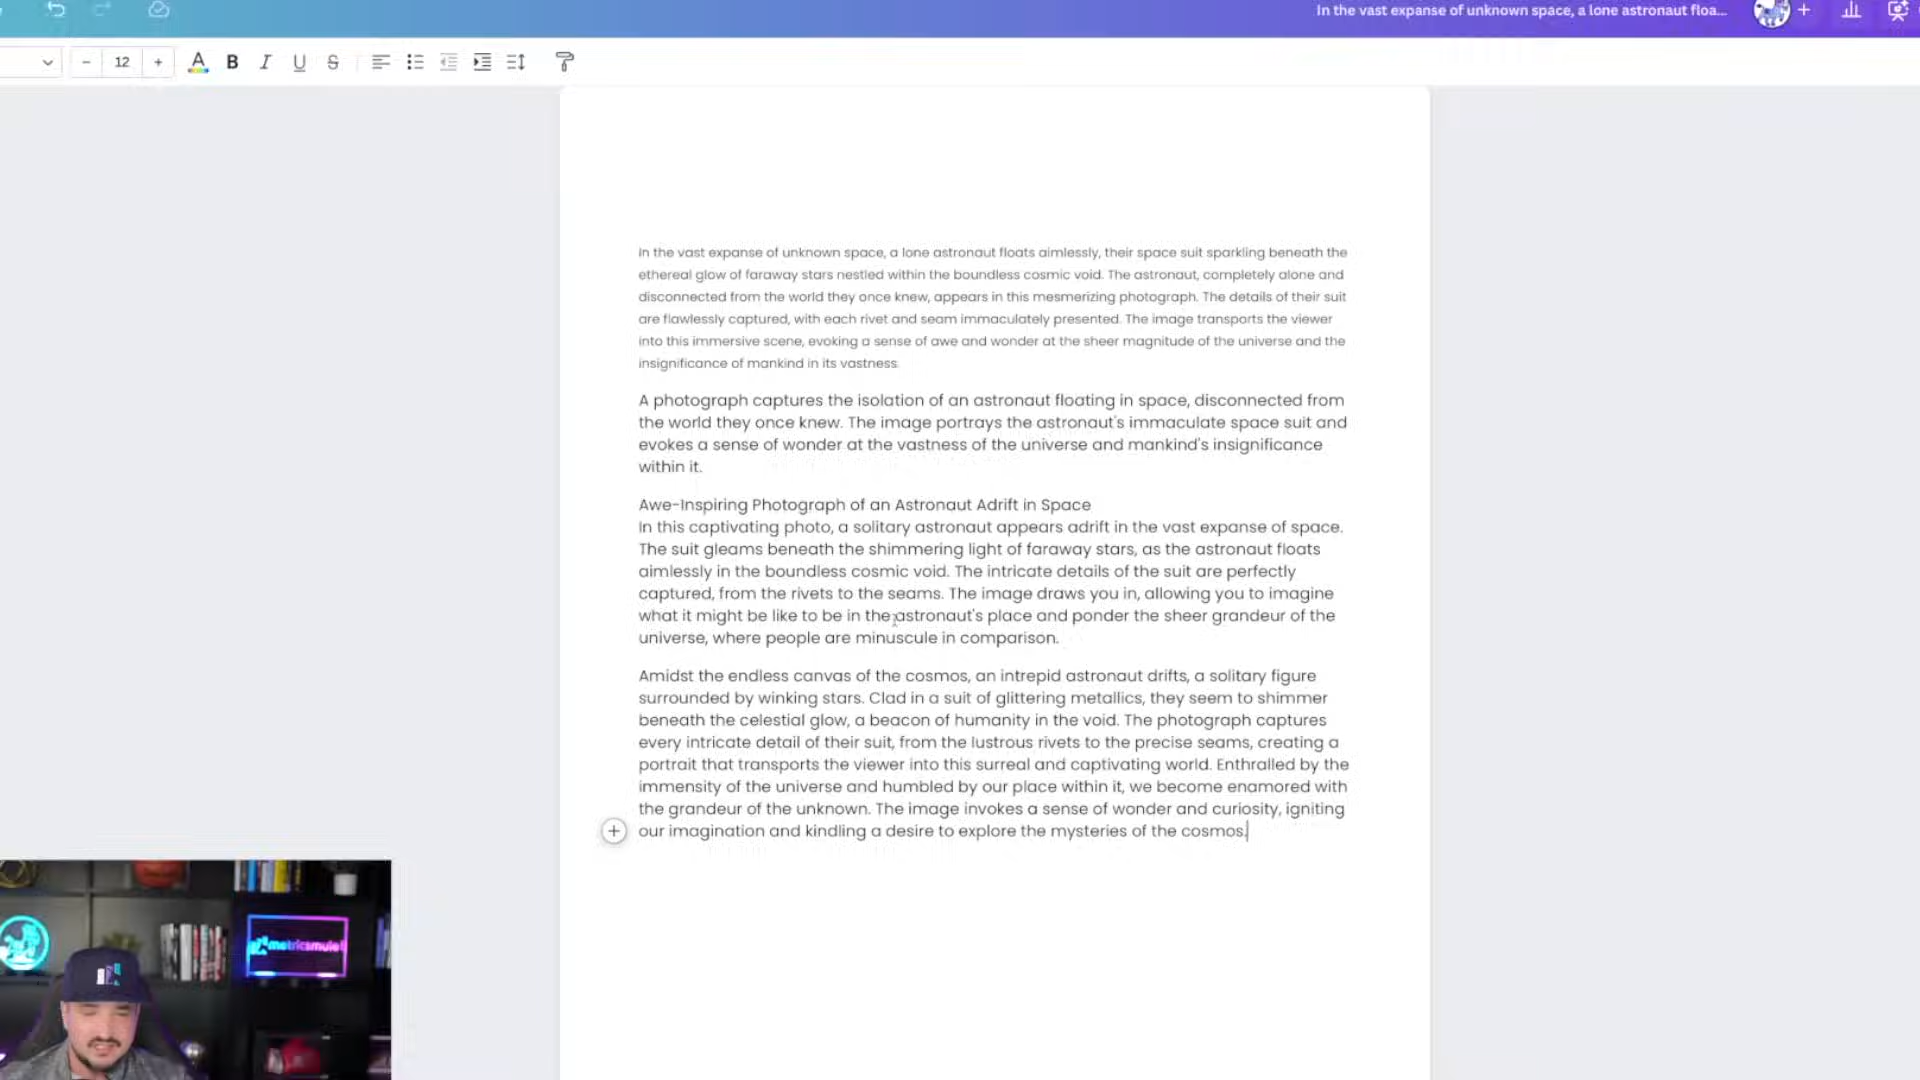 In the vast expanse of unknown space, a lone astronaut floa...
12
A
B
I
U
S
In the vast expanse of unknown space, a lone astronaut floats aimlessly, their space suit sparkling beneath the
ethereal glow of faraway stars nestled within the boundless cosmic void. The astronaut, completely alone and
disconnected from the world they once knew, appears in this mesmerizing photograph. The details of their suit
are flawlessly captured, with each rivet and seam immaculately presented. The image transports the viewer
into this immersive scene, evoking a sense of awe and wonder at the sheer magnitude of the universe and the
insignificance of mankind in its vastness.
A photograph captures the isolation of an astronaut floating in space, disconnected from
the world they once knew. The image portrays the astronaut's immaculate space suit and
evokes a sense of wonder at the vastness of the universe and mankind's insignificance
within it.
Awe-Inspiring Photograph of an Astronaut Adrift in Space
In this captivating photo, a solitary astronaut appears adrift in the vast expanse of space.
The suit gleams beneath the shimmering light of faraway stars, as the astronaut floats
aimlessly in the boundless cosmic void. The intricate details of the suit are perfectly
captured, from the rivets to the seams. The image draws you in, allowing you to imagine
what it might be like to be in the astronaut's place and ponder the sheer grandeur of the
universe, where people are minuscule in comparison.
Amidst the endless canvas of the cosmos, an intrepid astronaut drifts, a solitary figure
surrounded by winking stars. Clad in a suit of glittering metallics, they seem to shimmer
beneath the celestial glow, a beacon of humanity in the void. The photograph captures
every intricate detail of their suit, from the lustrous rivets to the precise seams, creating a
portrait that transports the viewer into this surreal and captivating world. Enthralled by the
immensity of the universe and humbled by our place within it, we become enamored with
the grandeur of the unknown. The image invokes a sense of wonder and curiosity, igniting
our imagination and kindling a desire to explore the mysteries of the cosmos.
metricsmule